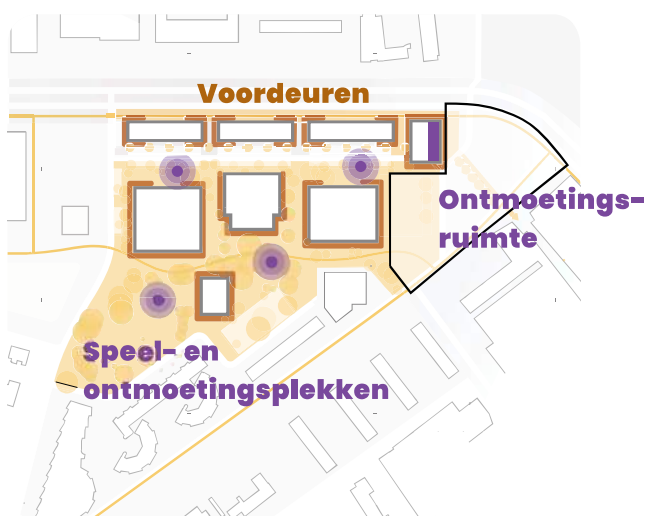 Voordeuren
Ontmoetings-
ruimte
Speel- en
ontmoetingsplekken